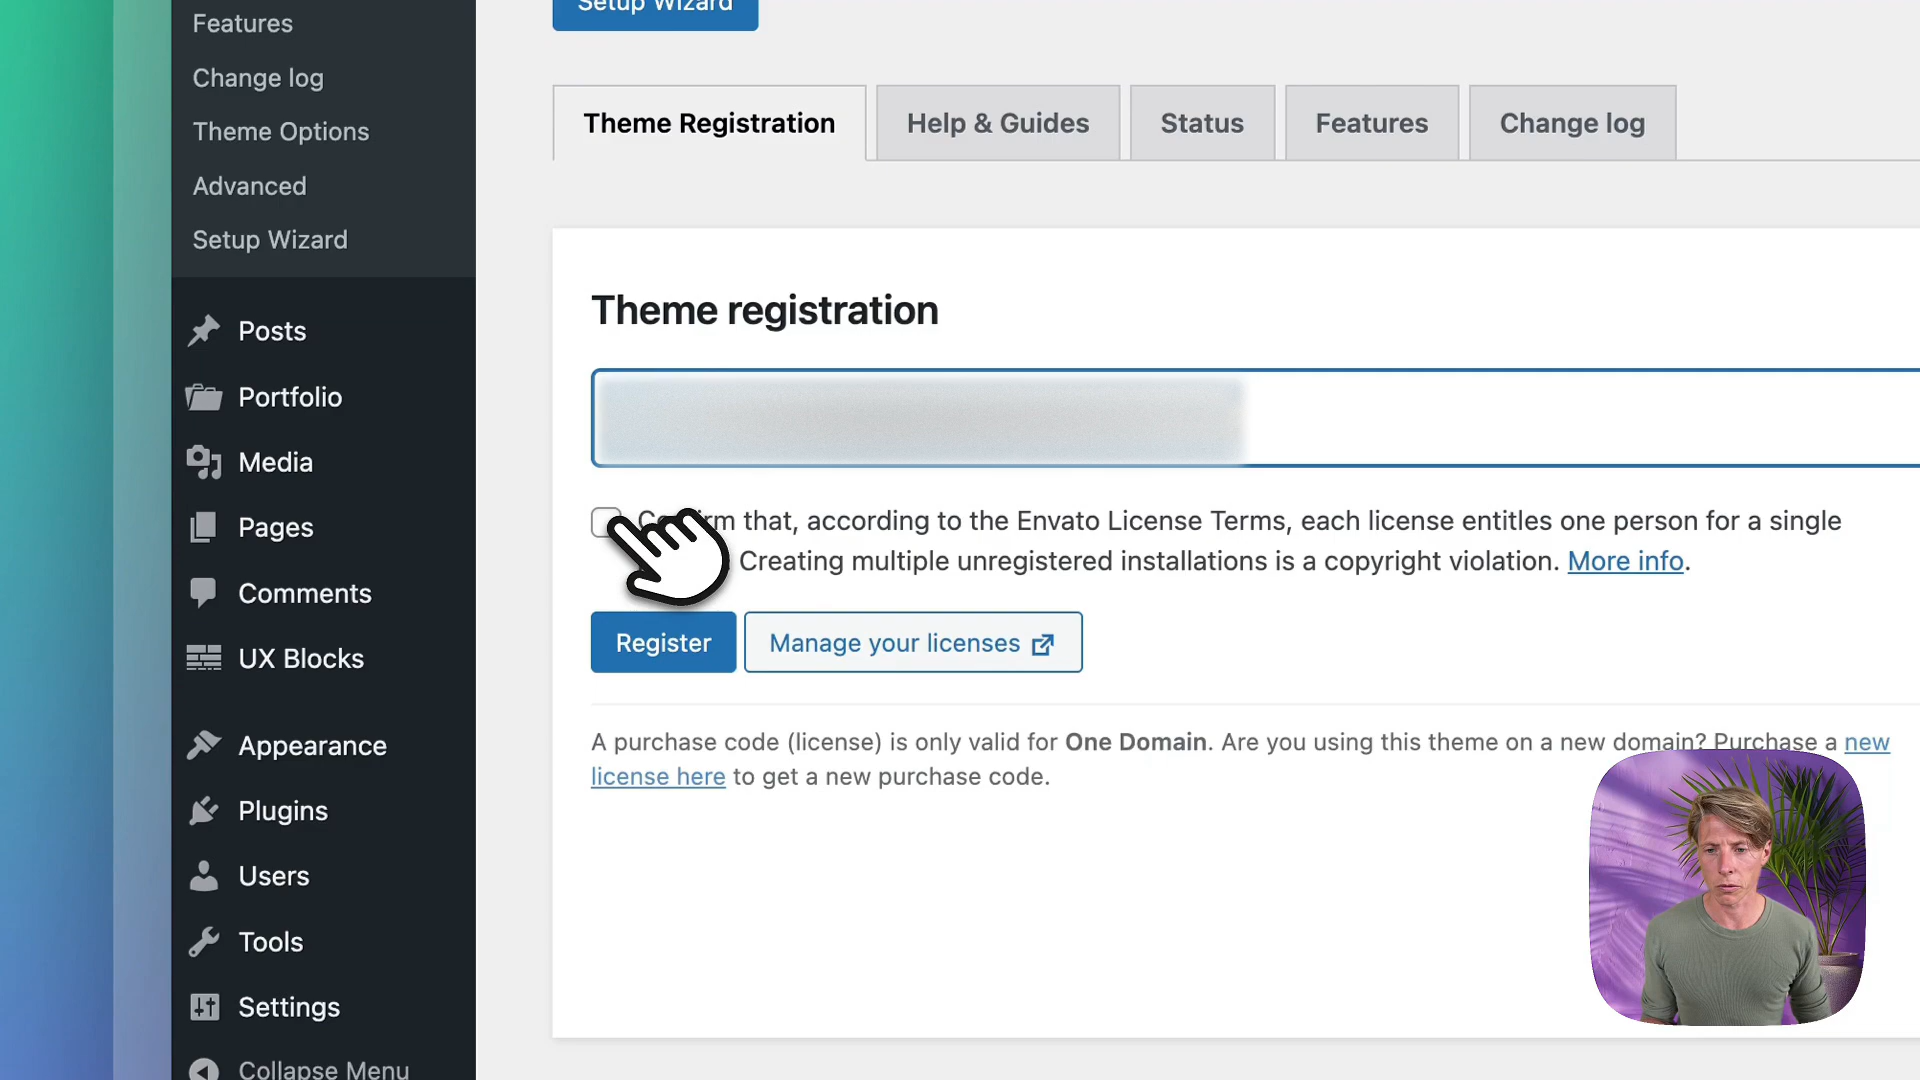 Features
Change log
Theme Options
Advanced
Setup Wizard
Posts
Portfolio
Media
Pages
Comments
UX Blocks
Appearance
Plugins
Users
Tools
Settings
Collapse Menu
Setup Wizard
Theme Registration
Help & Guides
Status
Features
Change log
Theme registration
that, according to the Envato License Terms, each license entitles one person for a single
Creating multiple unregistered installations is a copyright violation. More info.
Register
Manage your licenses
A purchase code (license) is only valid for One Domain. Are you using this theme on a new domain? Purchase a new
license here to get a new purchase code.